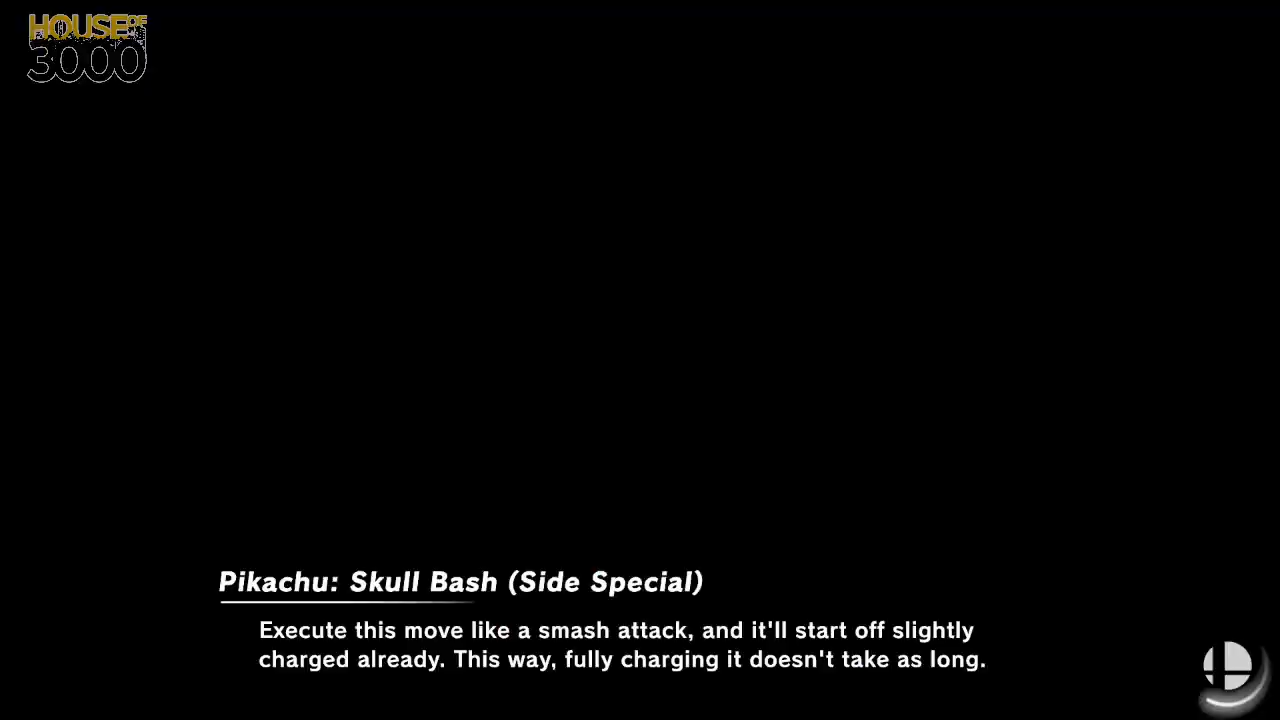 HOUSE OF
3000
Pikachu: Skull Bash (Side Special)
Execute this move like a smash attack, and it'll start off slightly
charged already. This way, fully charging it doesn't take as long.